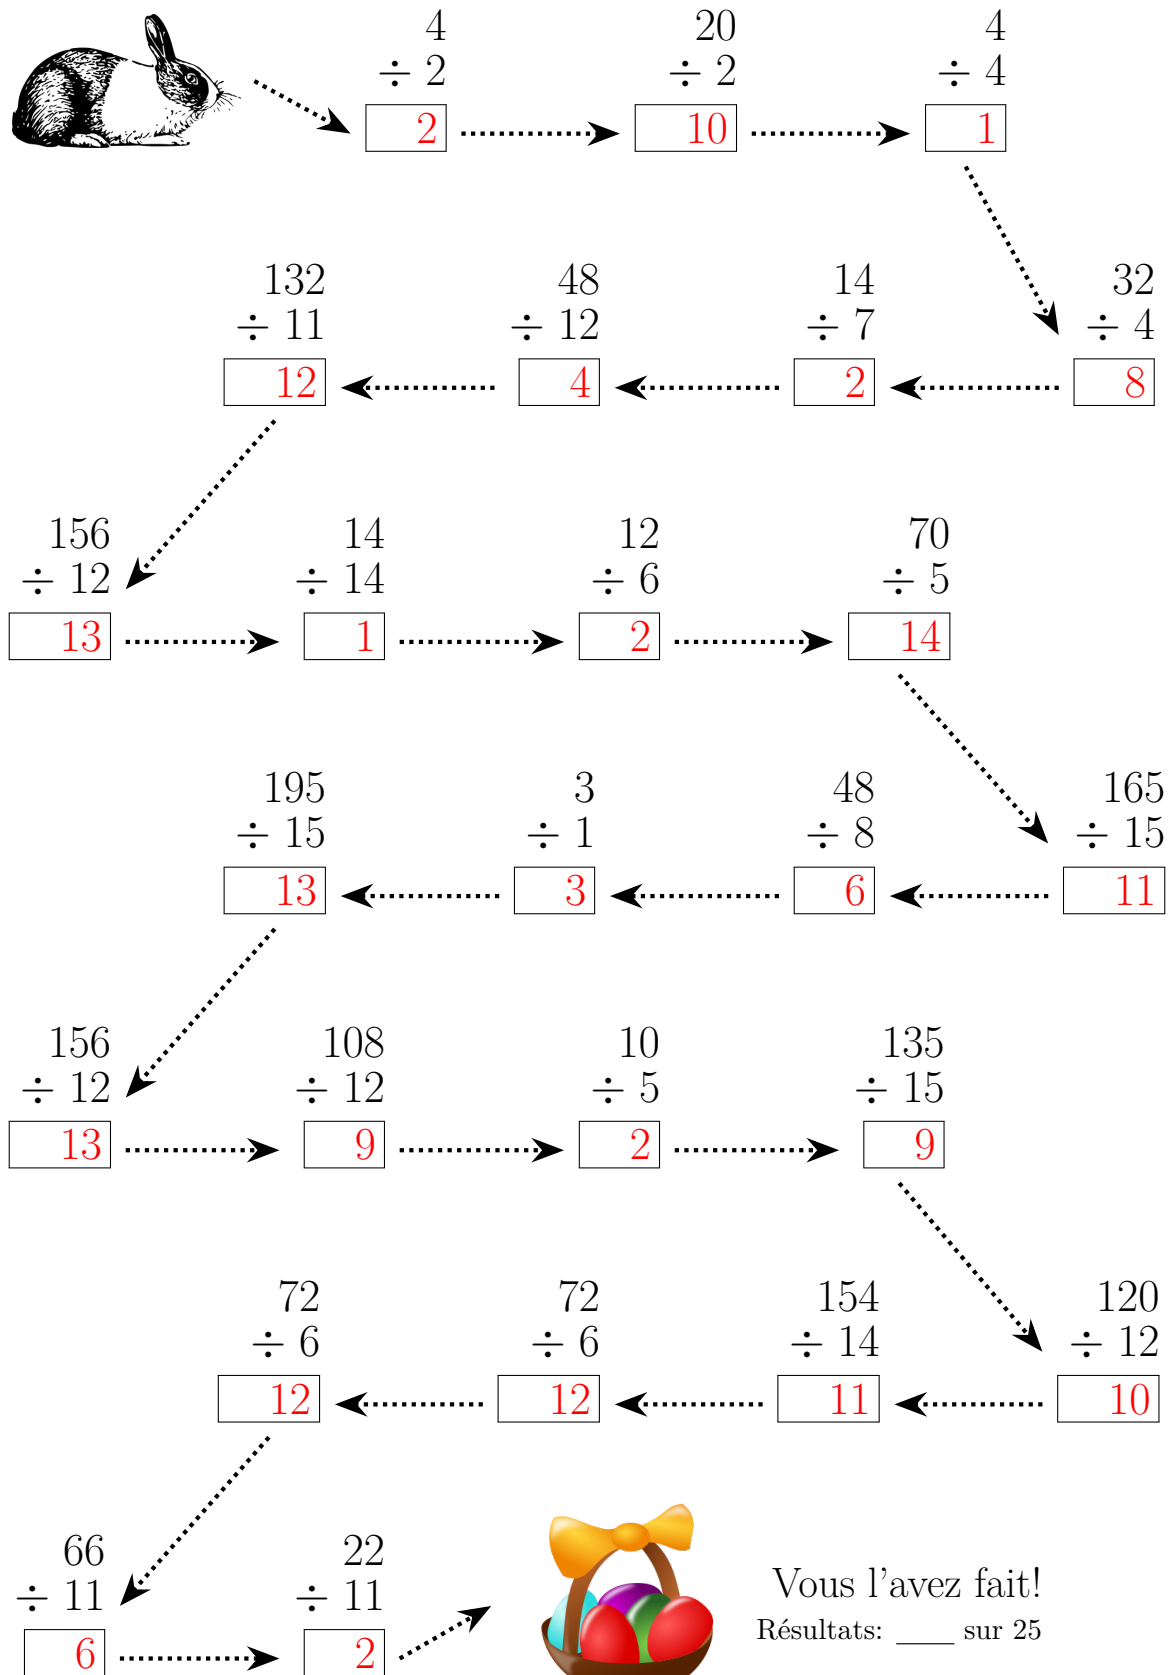 4 20 4
÷ 2 ÷ 2 ÷ 4
2 10 1
132 48 14 32
÷ 11 ÷ 12 ÷ 7 ÷ 4
12 4 2 8
156 14 12 70
÷ 12 ÷ 14 ÷ 6 ÷ 5
13 1 2 14
195 3 48 165
÷ 15 ÷ 1 ÷ 8 ÷ 15
13 3 6 11
156 108 10 135
÷ 12 ÷ 12 ÷ 5 ÷ 15
13 9 2 9
72 72 154 120
÷ 6 ÷ 6 ÷ 14 ÷ 12
12 12 11 10
66 22
÷ 11 ÷ 11
6 2
Vous l'avez fait!
Résultats: ____ sur 25